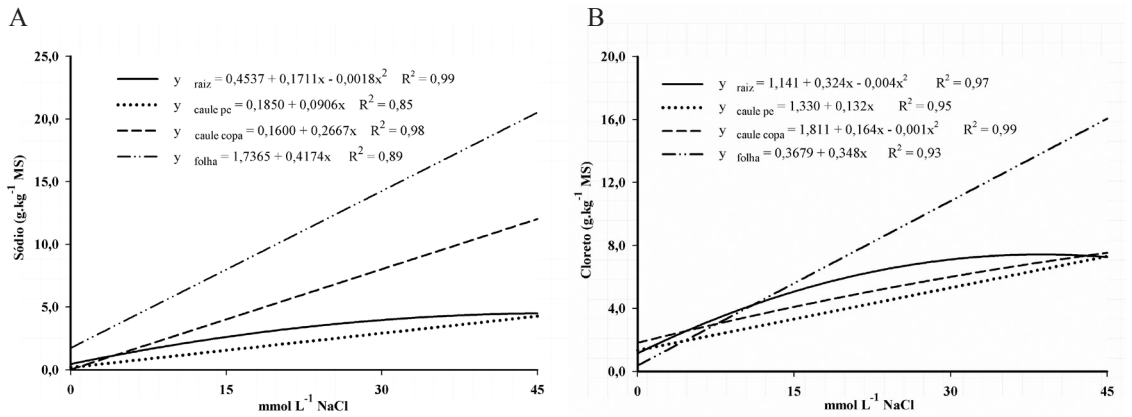 A
25,0
20,0
15,0
10,0
5,0
0,0
Sódio (g.kg⁻¹ MS)
y raiz = 0,4537 + 0,1711x - 0,0018x² R² = 0,99
y caule pe = 0,1850 + 0,0906x R² = 0,85
y caule copa = 0,1600 + 0,2667x R² = 0,98
y folha = 1,7365 + 0,4174x R² = 0,89
0 15 30 45
mmol L⁻¹ NaCl
B
20,0
16,0
12,0
8,0
4,0
0,0
Cloreto (g.kg⁻¹ MS)
y raiz = 1,141 + 0,324x - 0,004x² R² = 0,97
y caule pe = 1,330 + 0,132x R² = 0,95
y caule copa = 1,811 + 0,164x - 0,001x² R² = 0,99
y folha = 0,3679 + 0,348x R² = 0,93
0 15 30 45
mmol L⁻¹ NaCl